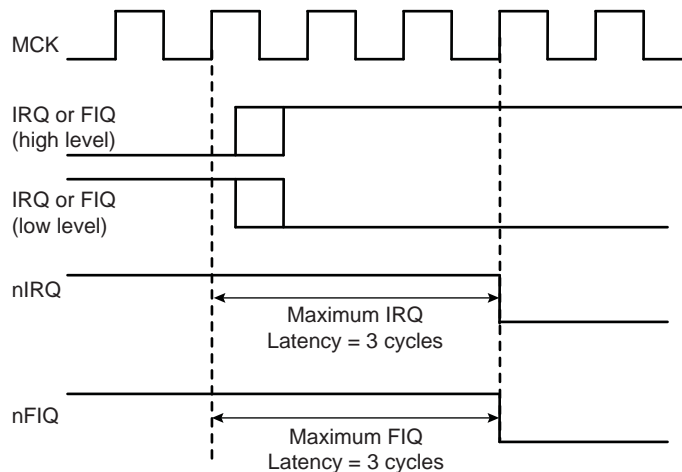 MCK
IRQ or FIQ
(high level)
IRQ or FIQ
(low level)
nIRQ
Maximum IRQ
Latency = 3 cycles
nFIQ
Maximum FIQ
Latency = 3 cycles